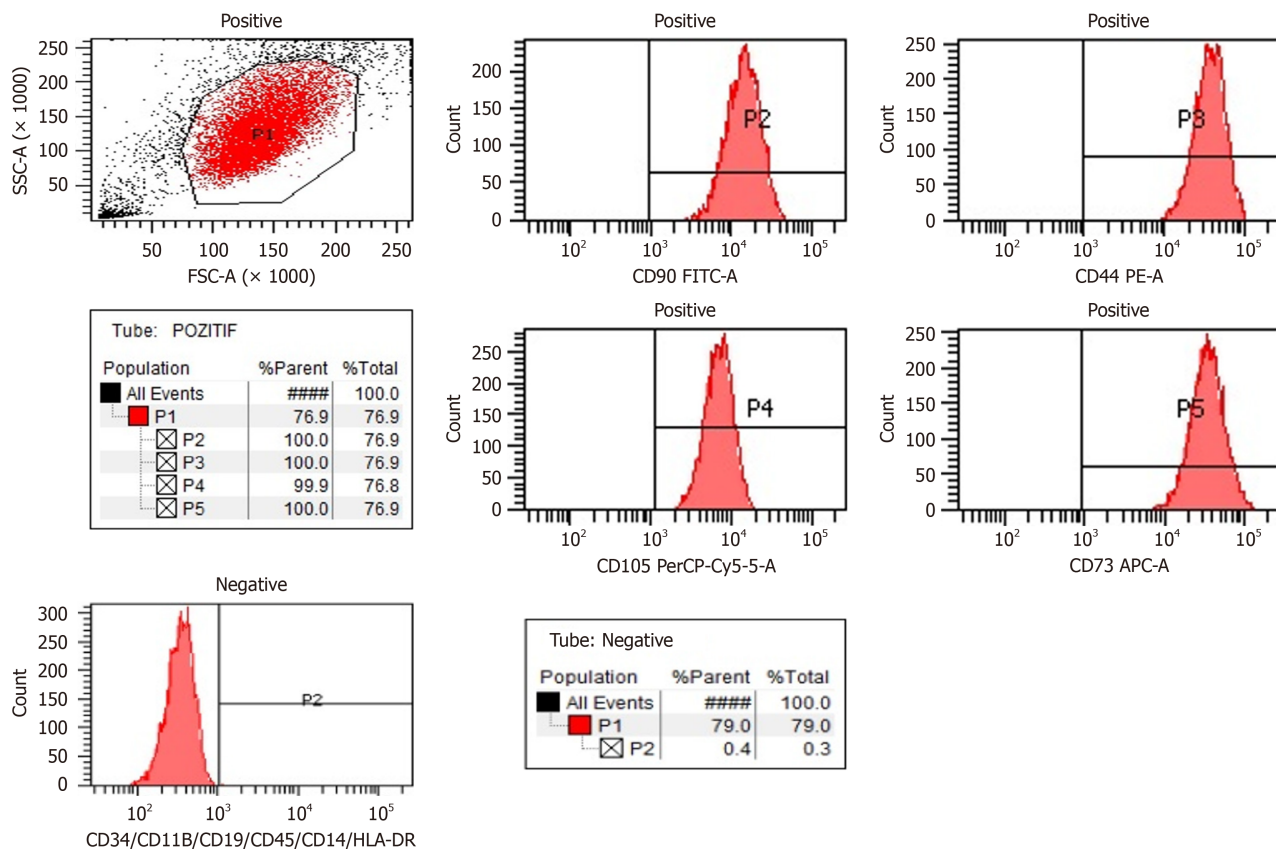 Positive
SSC-A (× 1000)
250
200
150
100
50
P1
50 100 150 200 250
FSC-A (× 1000)
Positive
Count
200
150
100
50
0
P2
10² 10³ 10⁴ 10⁵
CD90 FITC-A
Positive
Count
250
200
150
100
50
0
P3
10² 10³ 10⁴ 10⁵
CD44 PE-A
Tube: POZITIF
Population %Parent %Total
All Events #### 100.0
P1 76.9 76.9
P2 100.0 76.9
P3 100.0 76.9
P4 99.9 76.8
P5 100.0 76.9
Positive
Count
250
200
150
100
50
0
P4
10² 10³ 10⁴ 10⁵
CD105 PerCP-Cy5-5-A
Positive
Count
250
200
150
100
50
0
P5
10² 10³ 10⁴ 10⁵
CD73 APC-A
Negative
Count
300
250
200
150
100
50
0
P2
10² 10³ 10⁴ 10⁵
CD34/CD11B/CD19/CD45/CD14/HLA-DR
Tube: Negative
Population %Parent %Total
All Events #### 100.0
P1 79.0 79.0
P2 0.4 0.3